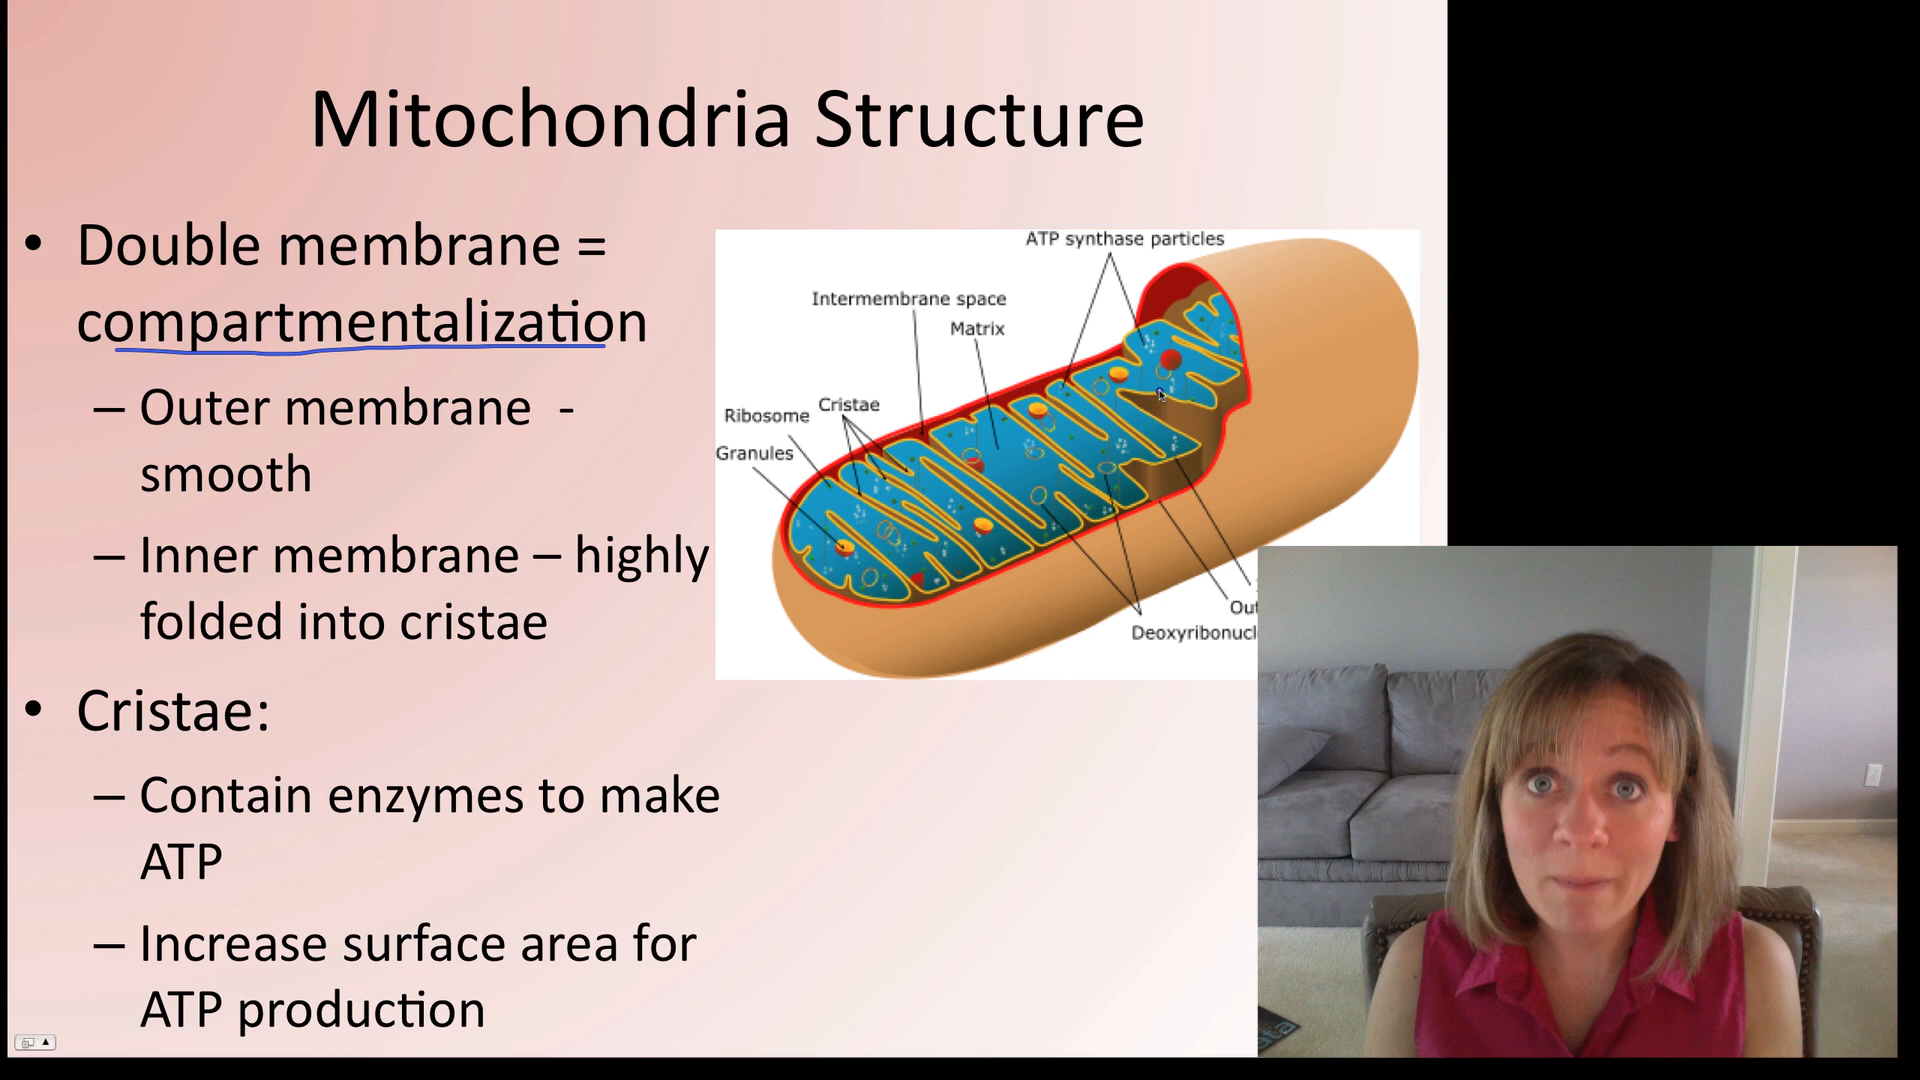 Mitochondria Structure
• Double membrane =
compartmentalization
– Outer membrane -
smooth
– Inner membrane – highly
folded into cristae
• Cristae:
– Contain enzymes to make
ATP
– Increase surface area for
ATP production
ATP synthase particles
Intermembrane space
Matrix
Cristae
Ribosome
Granules